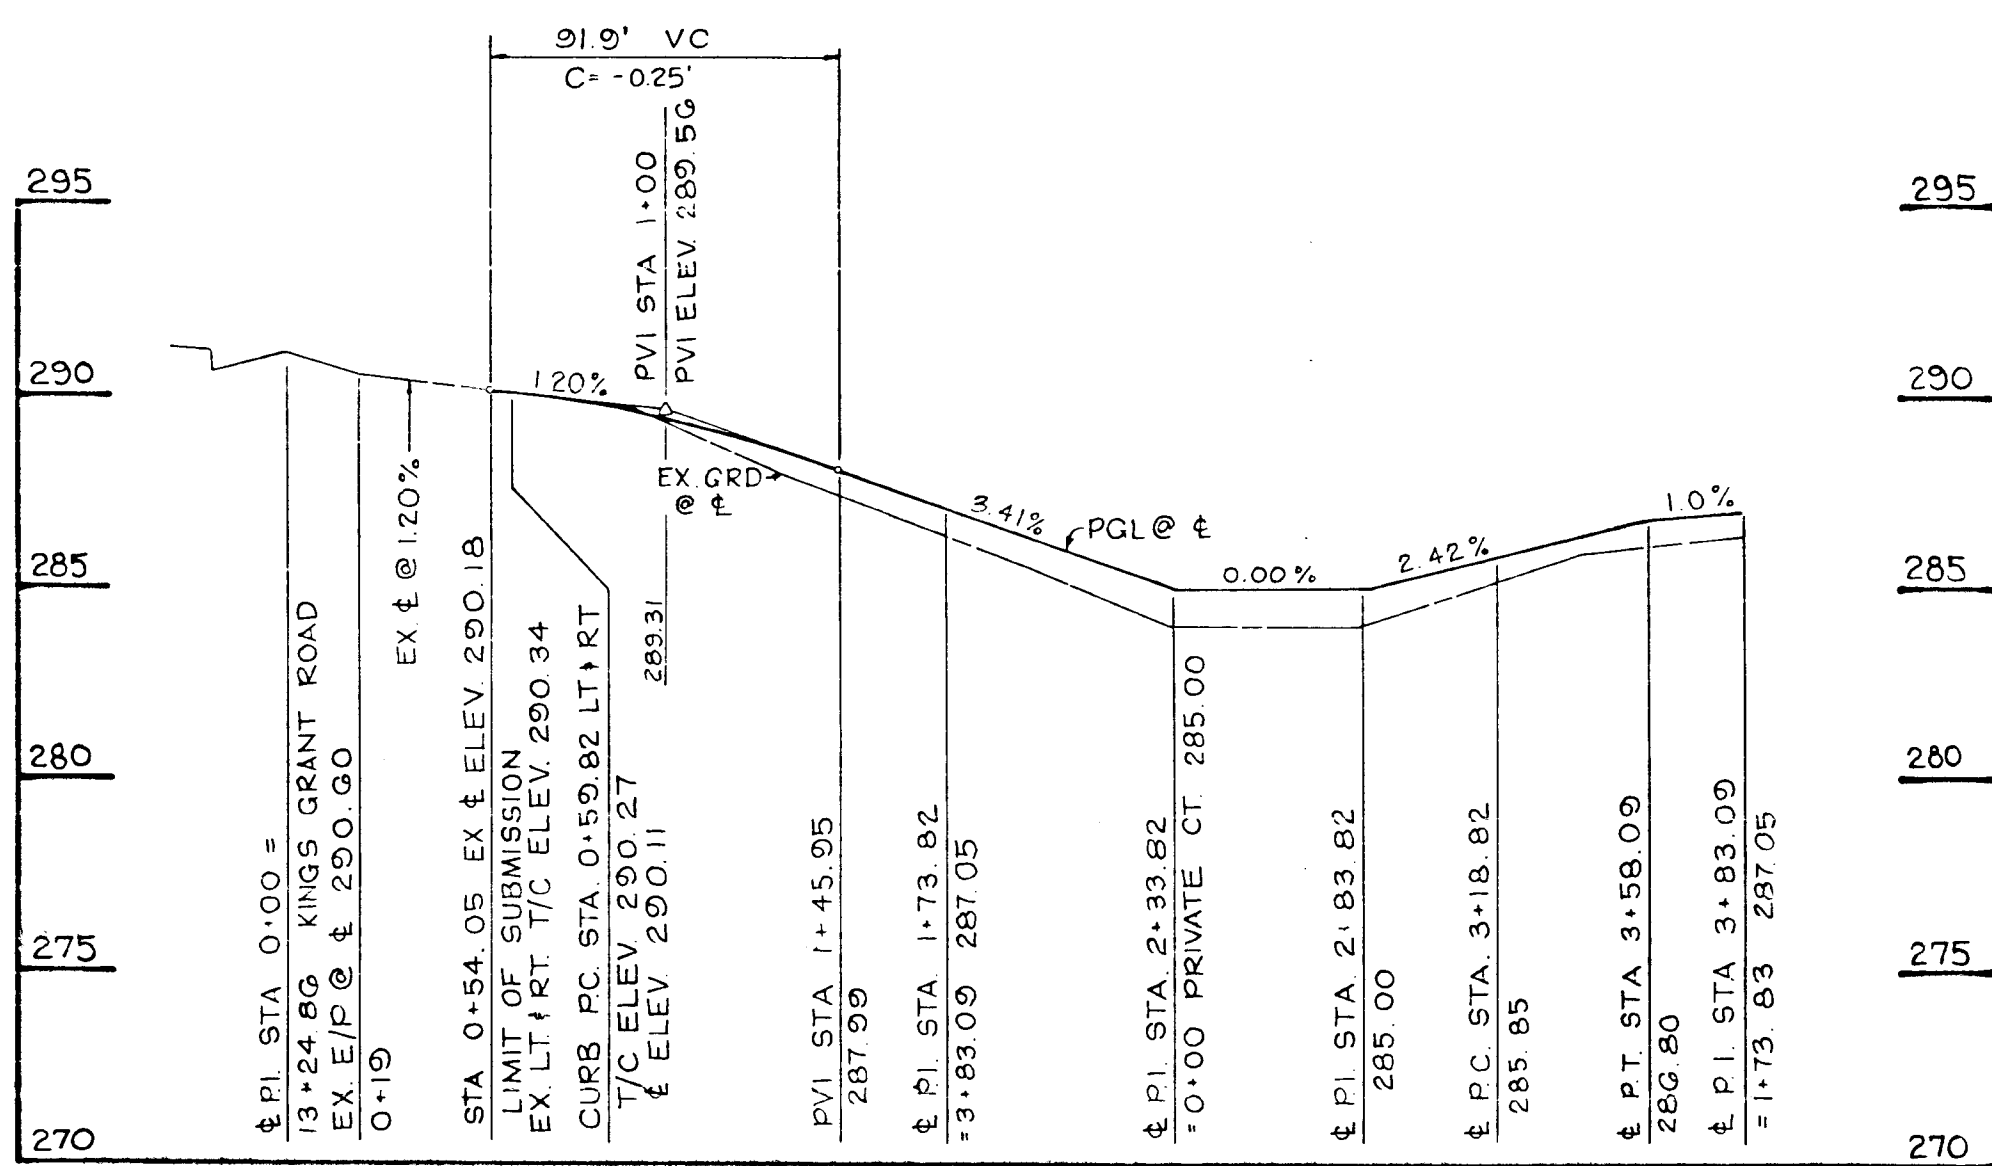 91.9' VC
C= -0.25'
PVI STA 1+00
PVI ELEV. 289.56
295
290
285
280
275
270
295
290
285
280
275
270
1.20%
EX. ℄ @ 1.20%
EX. GRD
@ ℄
3.41%
PGL @ ℄
0.00%
2.42%
1.0%
℄ P.I. STA 0+00 =
13+24.86 KINGS GRANT ROAD
EX. E/P @ ℄ 290.60
0+19
STA 0+54.05 EX ℄ ELEV. 290.18
LIMIT OF SUBMISSION
EX. LT. & RT. T/C ELEV. 290.34
CURB P.C. STA. 0+59.82 LT & RT
T/C ELEV. 290.27
℄ ELEV. 290.11
289.31
PVI STA 1+45.95
287.99
℄ P.I. STA. 1+73.82
= 3+83.09 287.05
℄ P.I. STA. 2+33.82
= 0+00 PRIVATE CT. 285.00
℄ P.I. STA. 2+83.82
285.00
℄ P.C. STA. 3+18.82
285.85
℄ P.T. STA 3+58.09
286.80
℄ P.I. STA 3+83.09
= 1+73.83 287.05